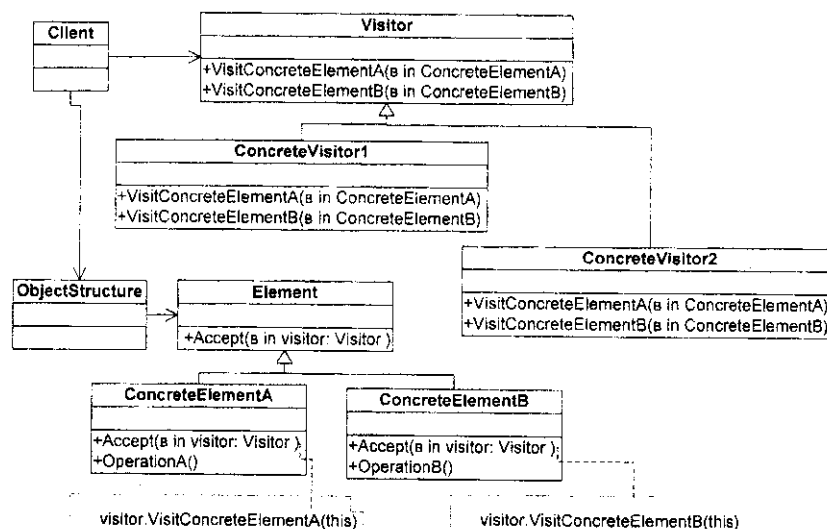 Client
Visitor
+VisitConcreteElementA(в in ConcreteElementA)
+VisitConcreteElementB(в in ConcreteElementB)
ConcreteVisitor1
+VisitConcreteElementA(в in ConcreteElementA)
+VisitConcreteElementB(в in ConcreteElementB)
ConcreteVisitor2
+VisitConcreteElementA(в in ConcreteElementA)
+VisitConcreteElementB(в in ConcreteElementB)
ObjectStructure
Element
+Accept(в in visitor: Visitor )
ConcreteElementA
+Accept(в in visitor: Visitor )
+OperationA()
ConcreteElementB
+Accept(в in visitor: Visitor )
+OperationB()
visitor.VisitConcreteElementA(this)
visitor.VisitConcreteElementB(this)